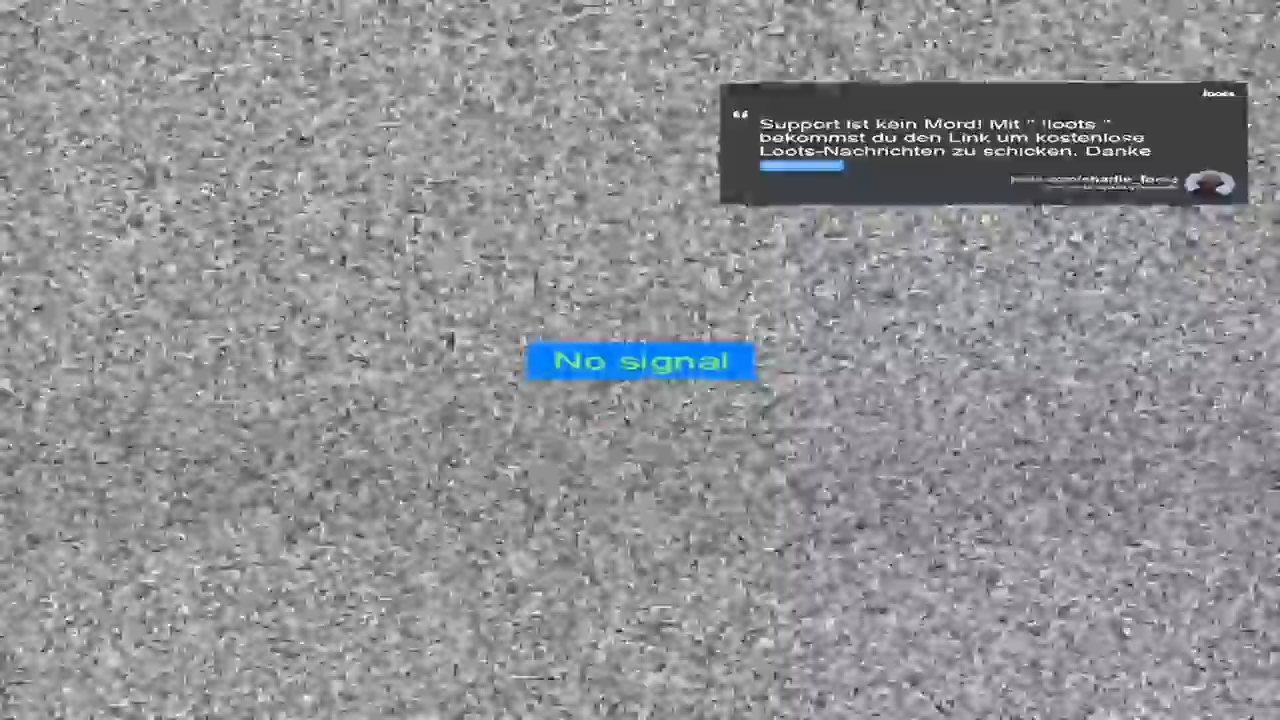 loots
Support ist kein Mord! Mit " !loots "
bekommst du den Link um kostenlose
Loots-Nachrichten zu schicken. Danke
No signal